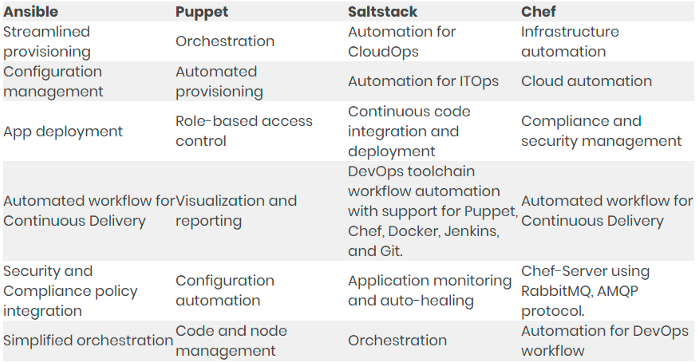 Ansible Puppet Saltstack Chef
Streamlined
provisioning
Orchestration
Automation for
CloudOps
Infrastructure
automation
Configuration
management
Automated
provisioning
Automation for ITOps
Cloud automation
App deployment
Role-based access
control
Continuous code
integration and
deployment
Compliance and
security management
Automated workflow for
Continuous Delivery
Visualization and
reporting
DevOps toolchain
workflow automation
with support for Puppet,
Chef, Docker, Jenkins,
and Git.
Automated workflow for
Continuous Delivery
Security and
Compliance policy
integration
Configuration
automation
Application monitoring
and auto-healing
Chef-Server using
RabbitMQ, AMQP
protocol.
Simplified orchestration
Code and node
management
Orchestration
Automation for DevOps
workflow